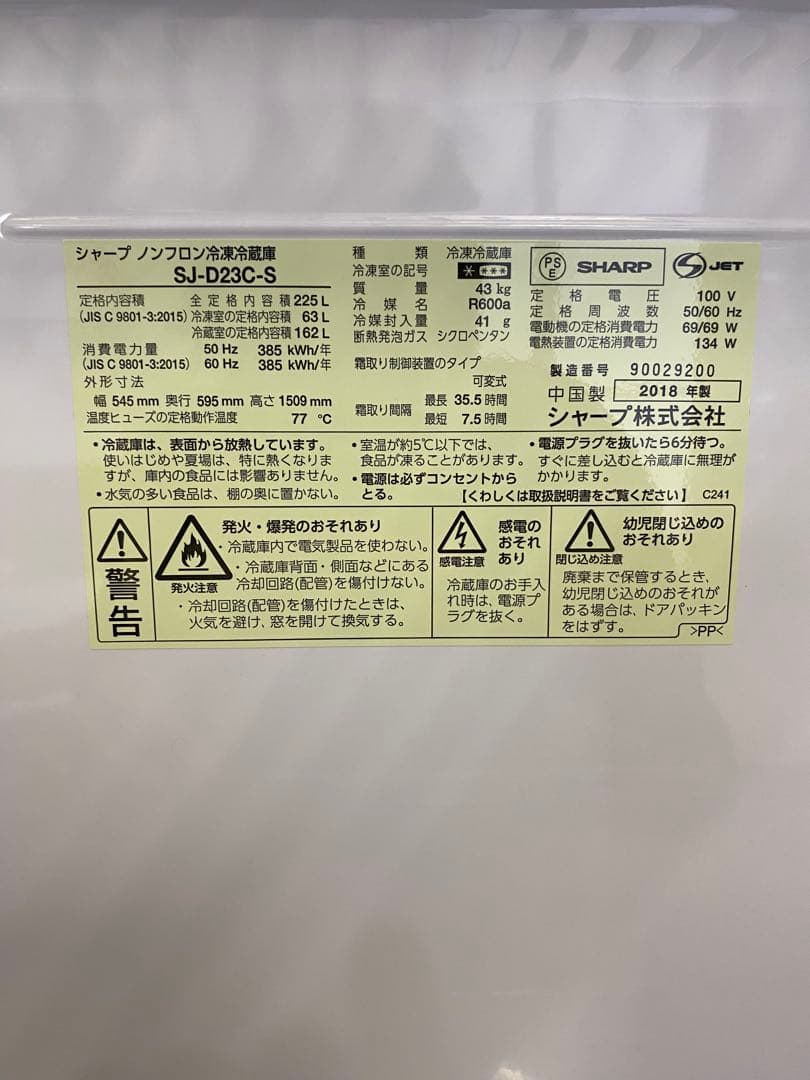 シャープ ノンフロン冷凍冷蔵庫
SJ-D23C-S
定格内容積 全定格内容積 225 L
(JIS C 9801-3:2015) 冷凍室の定格内容積 63 L
冷蔵室の定格内容積 162 L
消費電力量 50 Hz 385 kWh/年
(JIS C 9801-3:2015) 60 Hz 385 kWh/年
外形寸法
幅 545 mm 奥行 595 mm 高さ 1509 mm
温度ヒューズの定格動作温度 77 ℃
種類 冷凍冷蔵庫
冷凍室の記号
質量 43 kg
冷媒名 R600a
冷媒封入量 41 g
断熱発泡ガス シクロペンタン
霜取り制御装置のタイプ
可変式
霜取り間隔 最長 35.5 時間
最短 7.5 時間
PSE SHARP S JET
定格電圧 100 V
定格周波数 50/60 Hz
電動機の定格消費電力 69/69 W
電熱装置の定格消費電力 134 W
製造番号 90029200
中国製 2018 年製
シャープ株式会社
・冷蔵庫は、表面から放熱しています。
使いはじめや夏場は、特に熱くなりま
すが、庫内の食品には影響ありません。
・水気の多い食品は、棚の奥に置かない。
・室温が約5℃以下では、
食品が凍ることがあります。
・電源は必ずコンセントから
とる。
・電源プラグを抜いたら6分待つ。
すぐに差し込むと冷蔵庫に無理が
かかります。
【くわしくは取扱説明書をご覧ください】 C241
警告
発火注意
発火・爆発のおそれあり
・冷蔵庫内で電気製品を使わない。
・冷蔵庫背面・側面などにある
冷却回路(配管)を傷付けない。
・冷却回路(配管)を傷付けたときは、
火気を避け、窓を開けて換気する。
感電注意
感電の
おそれ
あり
冷蔵庫のお手入
れ時は、電源プ
ラグを抜く。
閉じ込め注意
幼児閉じ込めの
おそれあり
廃棄まで保管するとき、
幼児閉じ込めのおそれが
ある場合は、ドアパッキン
をはずす。
>PP<